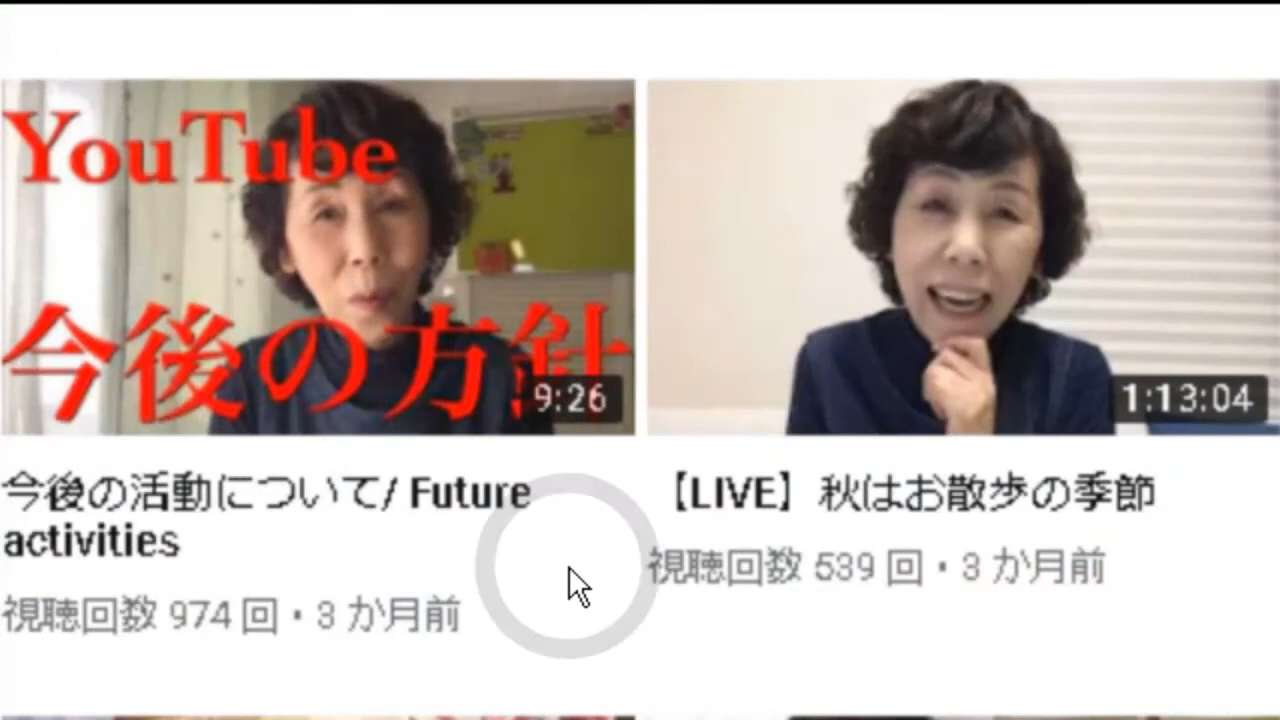 YouTube
今後の方針
9:26
1:13:04
今後の活動について/ Future
activities
視聴回数 974 回・3 か月前
【LIVE】秋はお散歩の季節
視聴回数 539 回・3 か月前